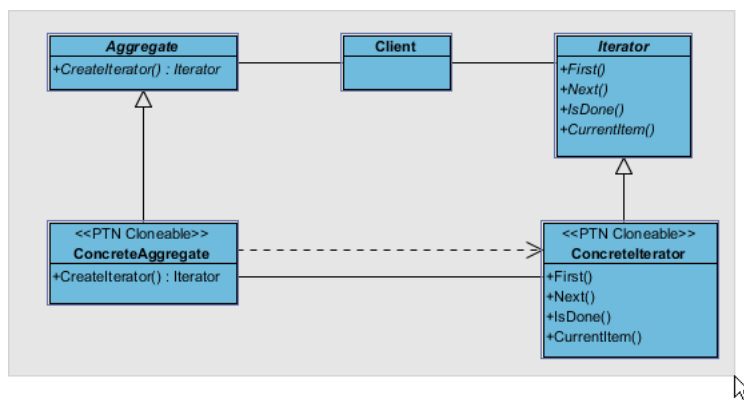 Aggregate
+CreateIterator() : Iterator
Client
Iterator
+First()
+Next()
+IsDone()
+CurrentItem()
<<PTN Cloneable>>
ConcreteAggregate
+CreateIterator() : Iterator
<<PTN Cloneable>>
ConcreteIterator
+First()
+Next()
+IsDone()
+CurrentItem()